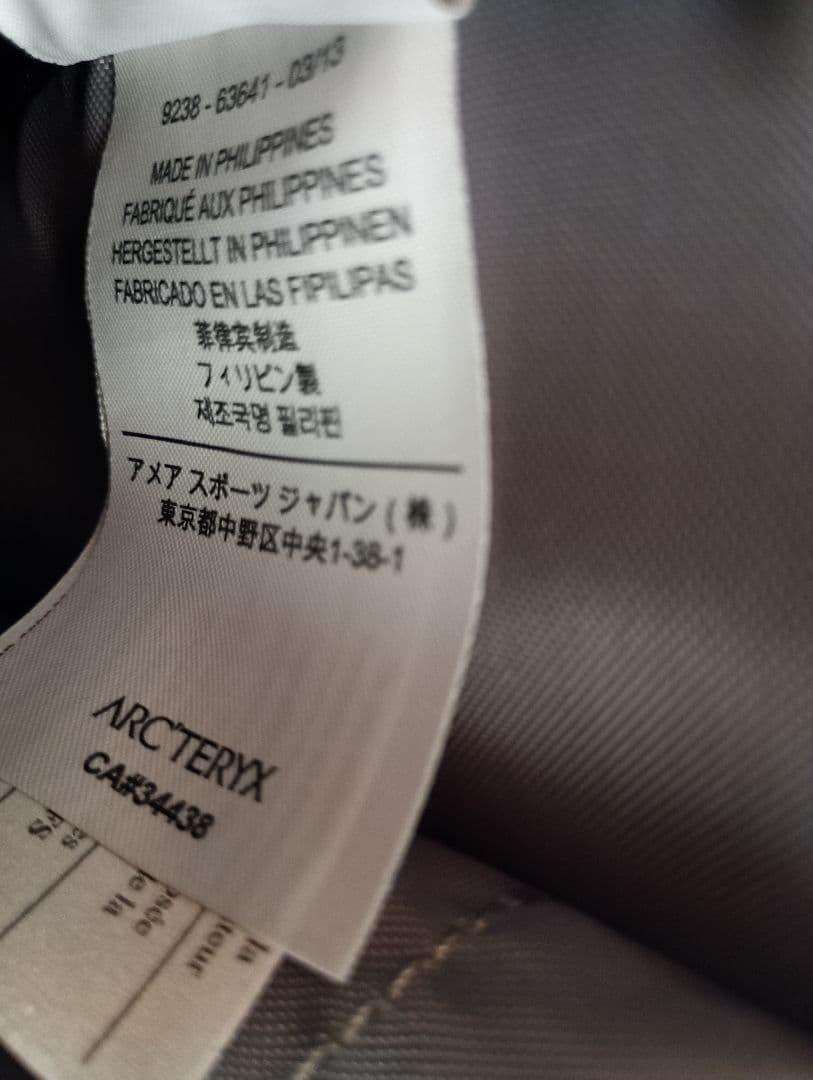 9238 - 63641 - 03/13
MADE IN PHILIPPINES
FABRIQUÉ AUX PHILIPPINES
HERGESTELLT IN PHILIPPINEN
FABRICADO EN LAS FIPILIPAS
菲律宾制造
フィリピン製
제조국명 필리핀
アメア スポーツ ジャパン ( 株 )
東京都中野区中央1-38-1
ARC'TERYX
CA#34438
de la
la